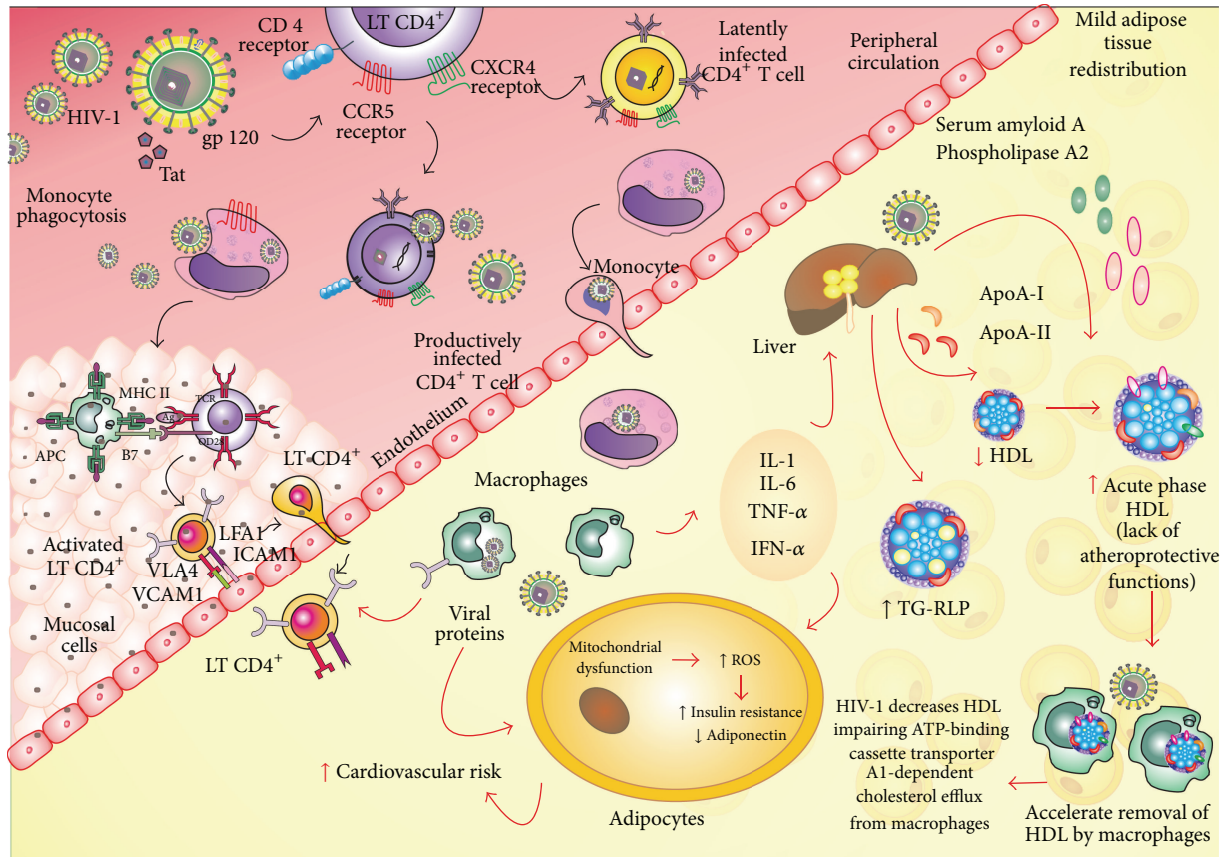 CD 4
receptor
LT CD4+
CXCR4
receptor
CCR5
receptor
HIV-1
gp 120
Tat
Latently
infected
CD4+ T cell
Peripheral
circulation
Mild adipose
tissue
redistribution
Serum amyloid A
Phospholipase A2
Monocyte
phagocytosis
Monocyte
Productively
infected
CD4+ T cell
Endothelium
Liver
ApoA-I
ApoA-II
↓ HDL
↑ Acute phase
HDL
(lack of
atheroprotective
functions)
MHC II
TCR
Ag
CD28
APC
B7
LT CD4+
Macrophages
IL-1
IL-6
TNF-α
IFN-α
↑ TG-RLP
Activated
LT CD4+
LFA1
ICAM1
VLA4
VCAM1
Mucosal
cells
LT CD4+
Viral
proteins
Mitochondrial
dysfunction
↑ ROS
↑ Insulin resistance
↓ Adiponectin
Adipocytes
↑ Cardiovascular risk
HIV-1 decreases HDL
impairing ATP-binding
cassette transporter
A1-dependent
cholesterol efflux
from macrophages
Accelerate removal of
HDL by macrophages